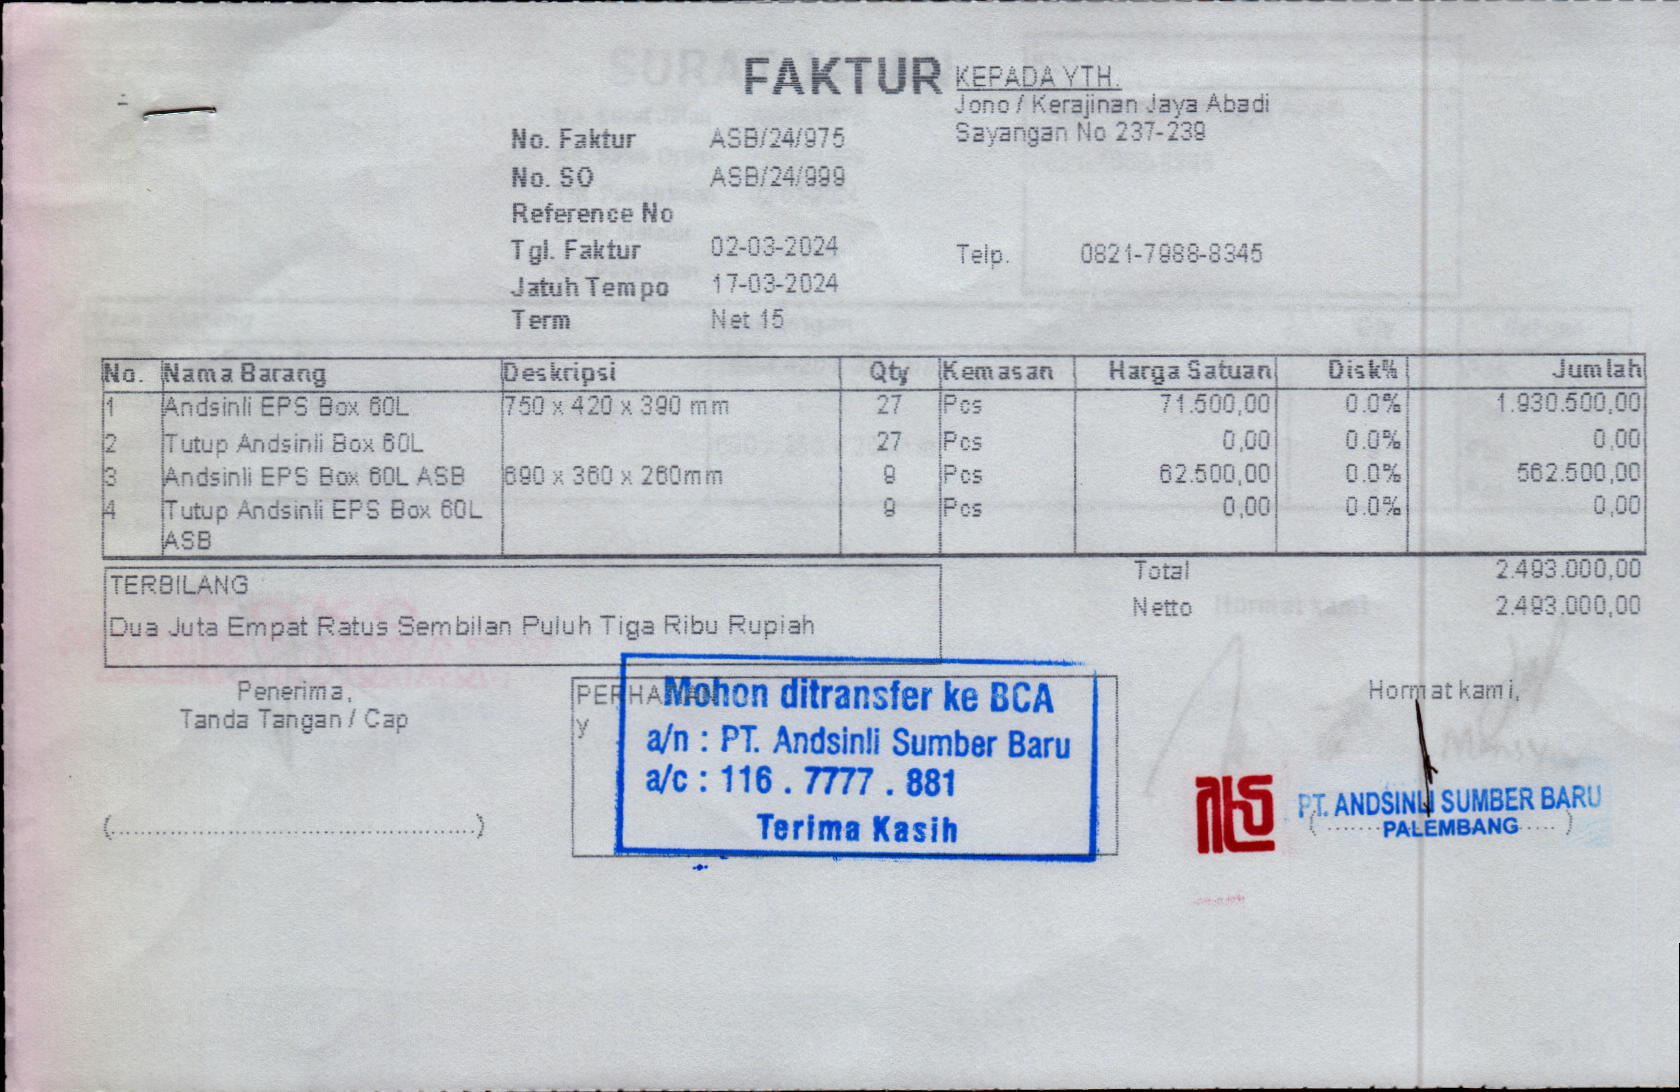 FAKTUR
KEPADA YTH.
Jono / Kerajinan Jaya Abadi
Sayangan No 237-239
No. Faktur ASB/24/975
No. SO ASB/24/999
Reference No
Tgl. Faktur 02-03-2024
Telp. 0821-7988-8345
Jatuh Tempo 17-03-2024
Term Net 15
No. Nama Barang Deskripsi Qty Kemasan Harga Satuan Disk% Jumlah
1 Andsinli EPS Box 60L 750 x 420 x 390 mm 27 Pcs 71.500,00 0.0% 1.930.500,00
2 Tutup Andsinli Box 60L 27 Pcs 0,00 0.0% 0,00
3 Andsinli EPS Box 60L ASB 690 x 360 x 260mm 9 Pcs 62.500,00 0.0% 562.500,00
4 Tutup Andsinli EPS Box 60L 9 Pcs 0,00 0.0% 0,00
ASB
Total 2.493.000,00
Netto 2.493.000,00
TERBILANG
Dua Juta Empat Ratus Sembilan Puluh Tiga Ribu Rupiah
Penerima,
Tanda Tangan / Cap
(..............................................)
PERHATIAN
y
Mohon ditransfer ke BCA
a/n : PT. Andsinli Sumber Baru
a/c : 116 . 7777 . 881
Terima Kasih
Hormat kami,
PT. ANDSINLI SUMBER BARU
PALEMBANG